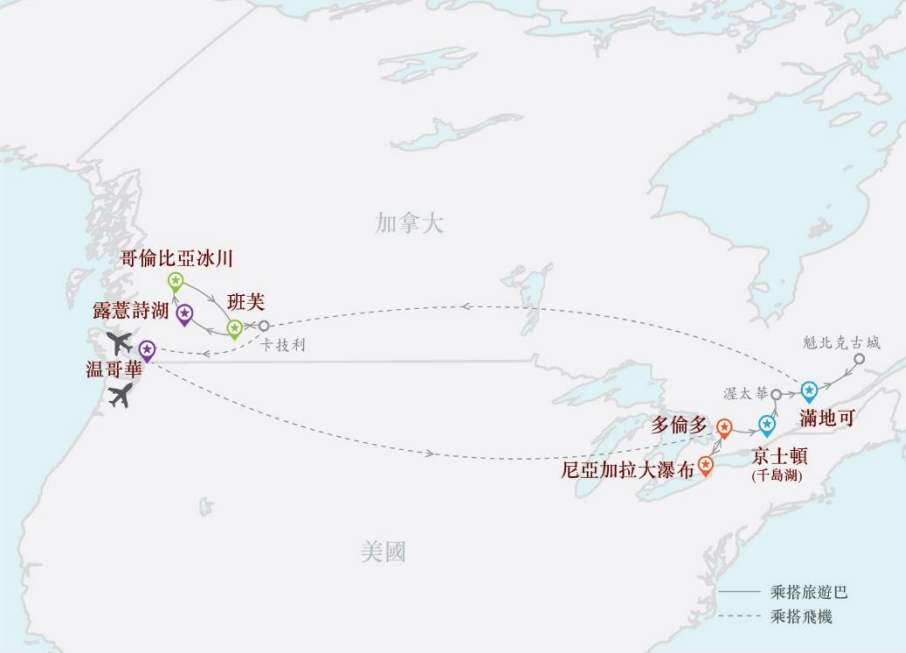 加拿大
哥倫比亞冰川
班芙
露薏詩湖
卡技利
温哥華
魁北克古城
渥太華
滿地可
多倫多
京士頓
(千島湖)
尼亞加拉大瀑布
美國
乘搭旅遊巴
乘搭飛機